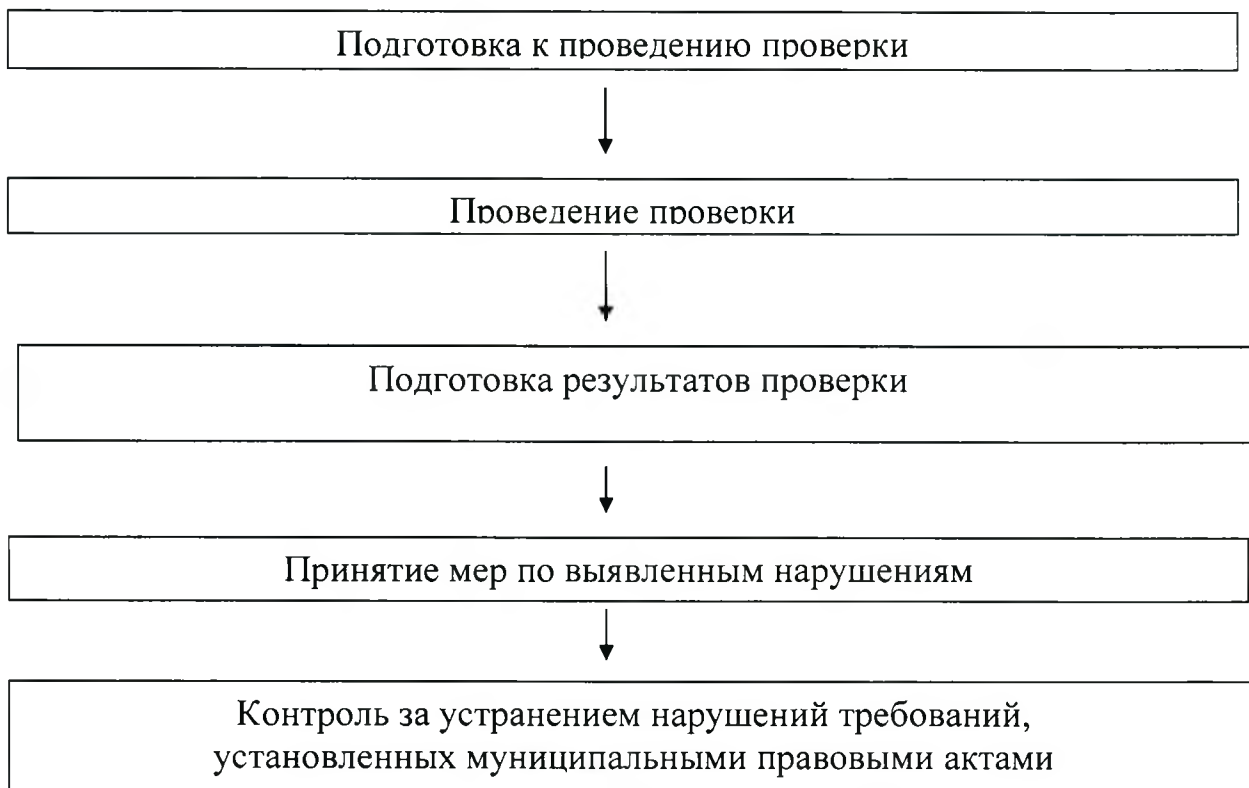 Подготовка к проведению проверки
Проведение проверки
Подготовка результатов проверки
Принятие мер по выявленным нарушениям
Контроль за устранением нарушений требований,
установленных муниципальными правовыми актами